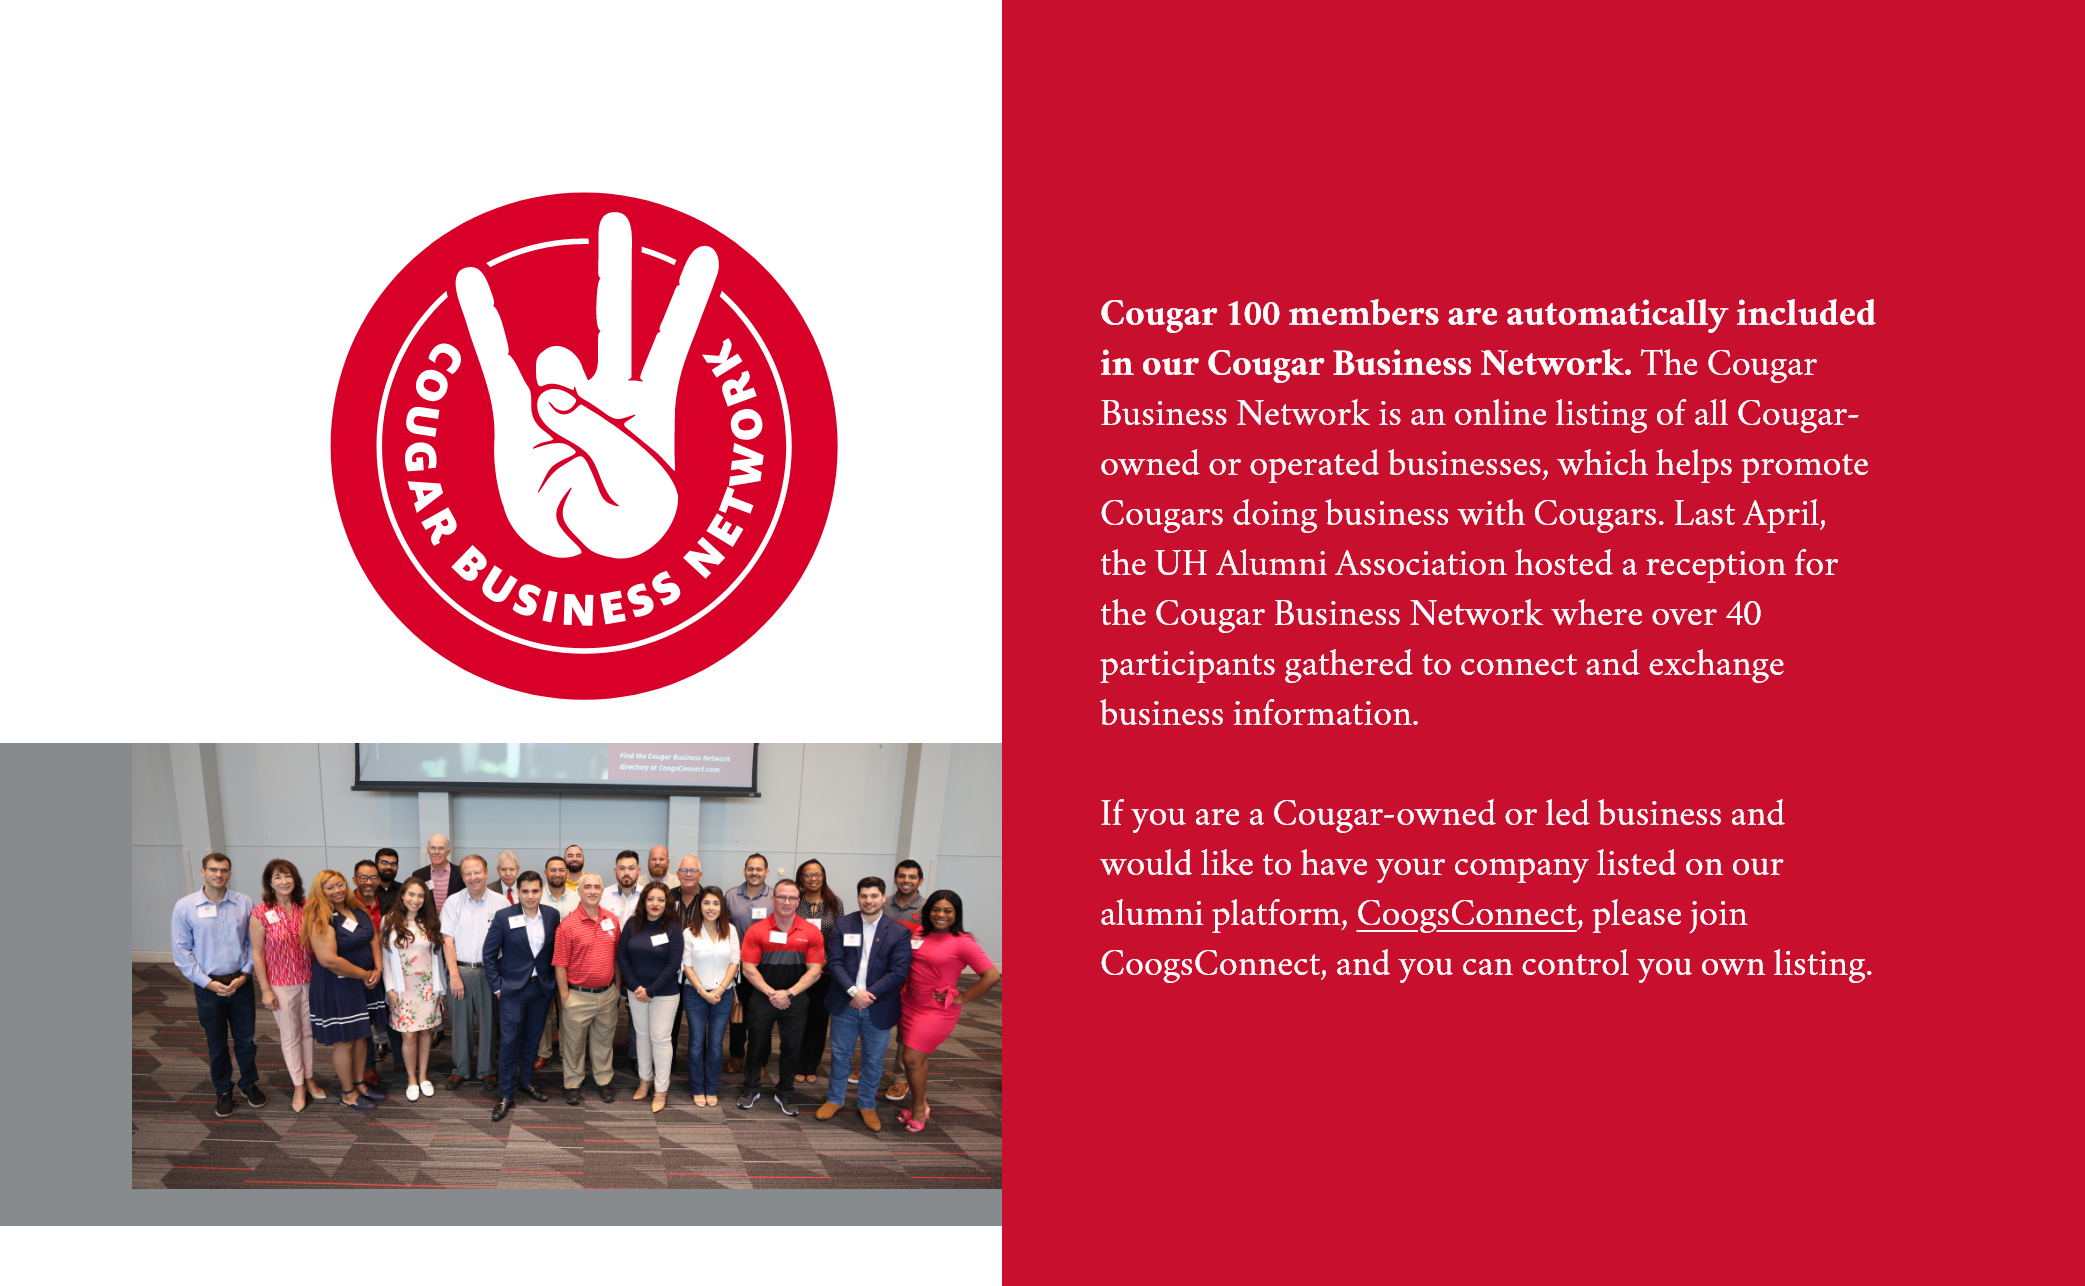 COUGAR BUSINESS NETWORK
Find the Cougar Business Network
directory at CoogsConnect.com
Cougar 100 members are automatically included
in our Cougar Business Network. The Cougar
Business Network is an online listing of all Cougar-
owned or operated businesses, which helps promote
Cougars doing business with Cougars. Last April,
the UH Alumni Association hosted a reception for
the Cougar Business Network where over 40
participants gathered to connect and exchange
business information.
If you are a Cougar-owned or led business and
would like to have your company listed on our
alumni platform, CoogsConnect, please join
CoogsConnect, and you can control you own listing.